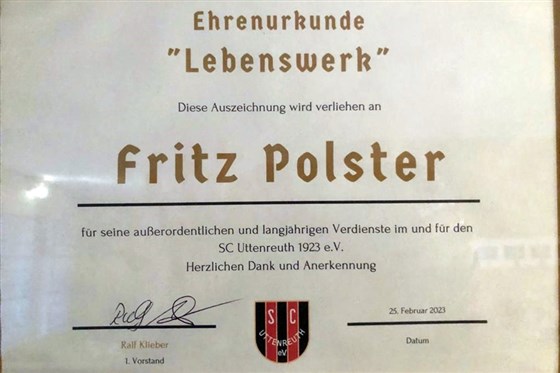 Ehrenurkunde
"Lebenswerk"
Diese Auszeichnung wird verliehen an
Fritz Polster
für seine außerordentlichen und langjährigen Verdienste im und für den
SC Uttenreuth 1923 e.V.
Herzlichen Dank und Anerkennung
Ralf Klieber
1. Vorstand
S C
UTTENREUTH
eV
25. Februar 2023
Datum